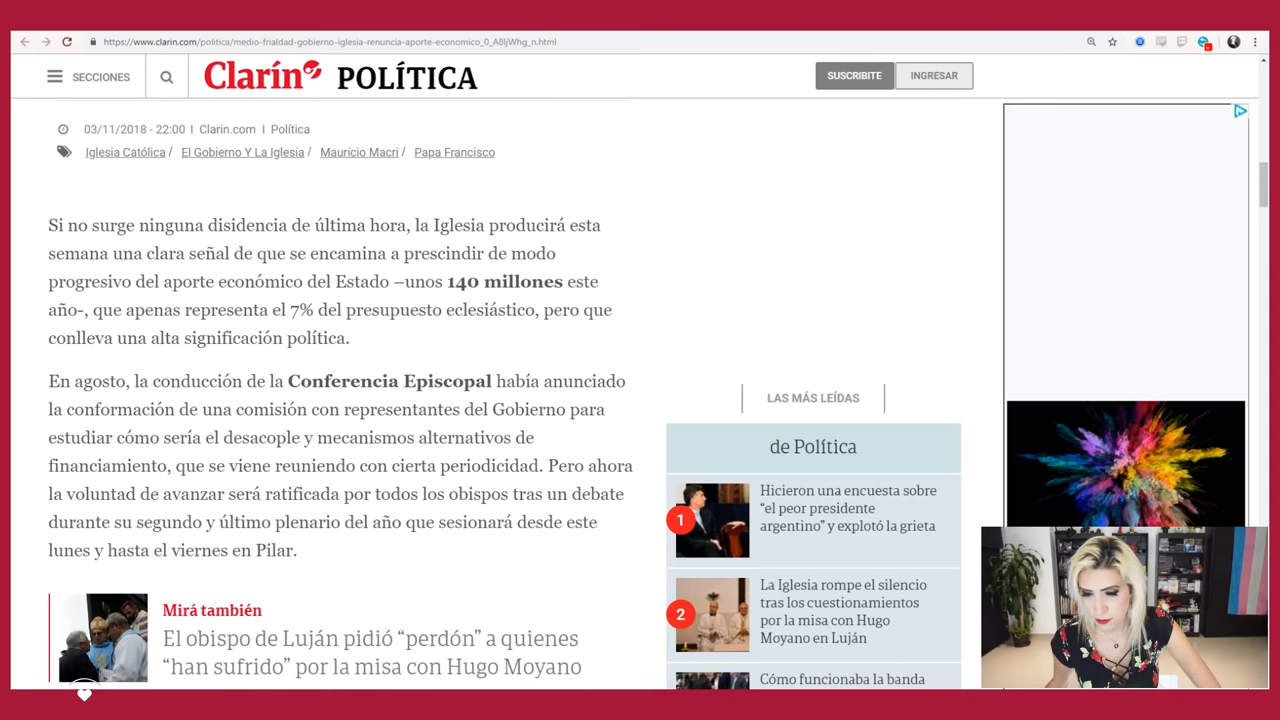 https://www.clarin.com/politica/medio-frialdad-gobierno-iglesia-renuncia-aporte-economico_0_A8ljWhg_n.html
SECCIONES
Clarín POLÍTICA
SUSCRIBITE
INGRESAR
03/11/2018 - 22:00 | Clarin.com | Política
Iglesia Católica / El Gobierno Y La Iglesia / Mauricio Macri / Papa Francisco
Si no surge ninguna disidencia de última hora, la Iglesia producirá esta
semana una clara señal de que se encamina a prescindir de modo
progresivo del aporte económico del Estado –unos 140 millones este
año-, que apenas representa el 7% del presupuesto eclesiástico, pero que
conlleva una alta significación política.
En agosto, la conducción de la Conferencia Episcopal había anunciado
la conformación de una comisión con representantes del Gobierno para
estudiar cómo sería el desacople y mecanismos alternativos de
financiamiento, que se viene reuniendo con cierta periodicidad. Pero ahora
la voluntad de avanzar será ratificada por todos los obispos tras un debate
durante su segundo y último plenario del año que sesionará desde este
lunes y hasta el viernes en Pilar.
Mirá también
El obispo de Luján pidió “perdón” a quienes
“han sufrido” por la misa con Hugo Moyano
LAS MÁS LEÍDAS
de Política
1
Hicieron una encuesta sobre
“el peor presidente
argentino” y explotó la grieta
2
La Iglesia rompe el silencio
tras los cuestionamientos
por la misa con Hugo
Moyano en Luján
Cómo funcionaba la banda